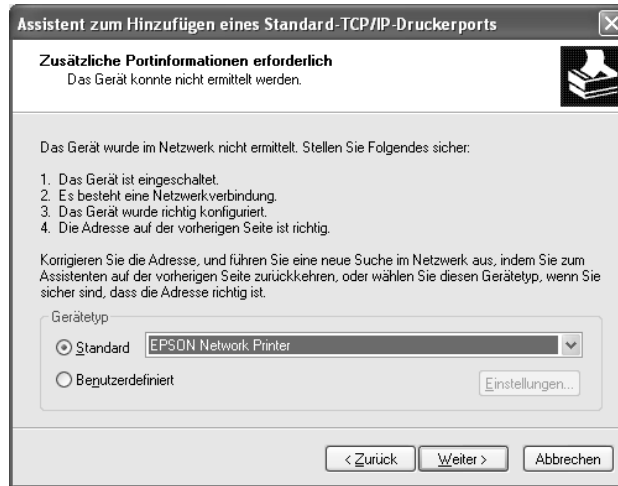 Assistent zum Hinzufügen eines Standard-TCP/IP-Druckerports
Zusätzliche Portinformationen erforderlich
Das Gerät konnte nicht ermittelt werden.
Das Gerät wurde im Netzwerk nicht ermittelt. Stellen Sie Folgendes sicher:
1. Das Gerät ist eingeschaltet.
2. Es besteht eine Netzwerkverbindung.
3. Das Gerät wurde richtig konfiguriert.
4. Die Adresse auf der vorherigen Seite ist richtig.
Korrigieren Sie die Adresse, und führen Sie eine neue Suche im Netzwerk aus, indem Sie zum
Assistenten auf der vorherigen Seite zurückkehren, oder wählen Sie diesen Gerätetyp, wenn Sie
sicher sind, dass die Adresse richtig ist.
Gerätetyp
Standard EPSON Network Printer
Benutzerdefiniert Einstellungen...
< Zurück Weiter > Abbrechen